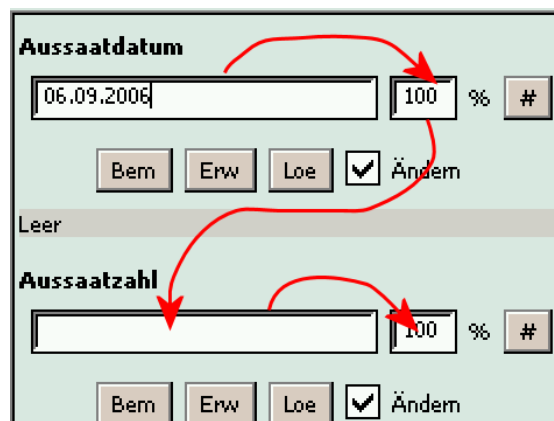 Aussaatdatum
06.09.2006 100 % #
Bem Erw Loe Ändern
Leer
Aussaatzahl
100 % #
Bem Erw Loe Ändern